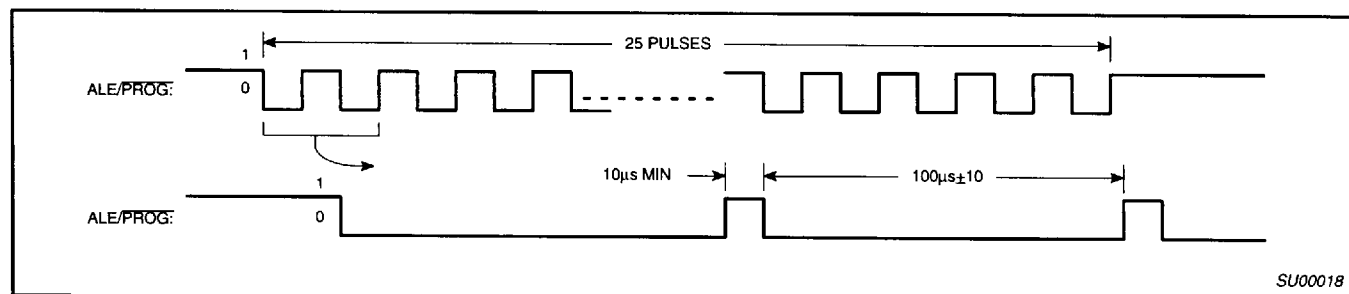 25 PULSES
1
ALE/PROG:
0
10µs MIN
100µs±10
1
ALE/PROG:
0
SU00018